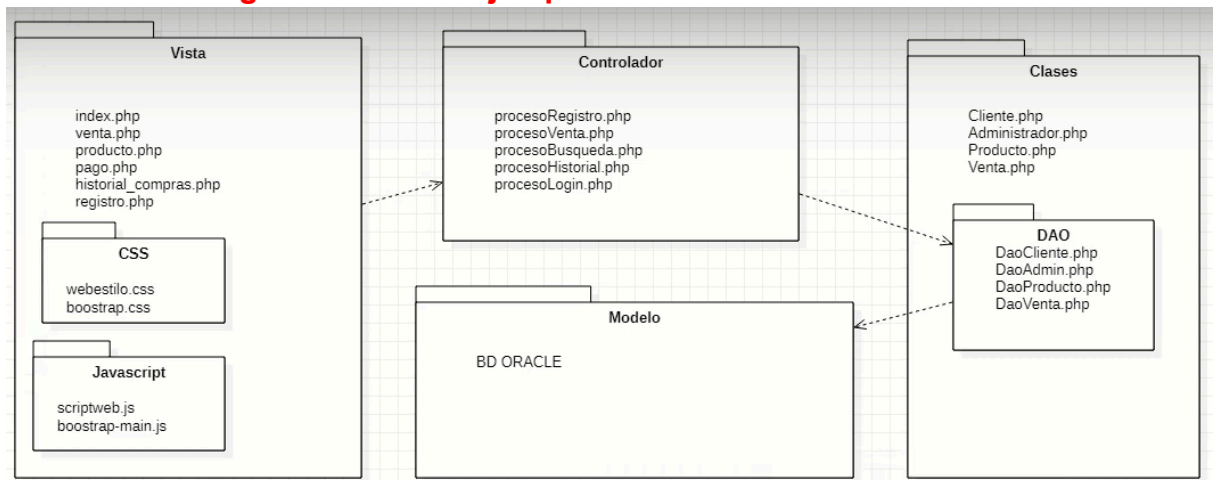 Vista
index.php
venta.php
producto.php
pago.php
historial_compras.php
registro.php
CSS
webestilo.css
boostrap.css
Javascript
scriptweb.js
boostrap-main.js
Controlador
procesoRegistro.php
procesoVenta.php
procesoBusqueda.php
procesoHistorial.php
procesoLogin.php
Modelo
BD ORACLE
Clases
Cliente.php
Administrador.php
Producto.php
Venta.php
DAO
DaoCliente.php
DaoAdmin.php
DaoProducto.php
DaoVenta.php